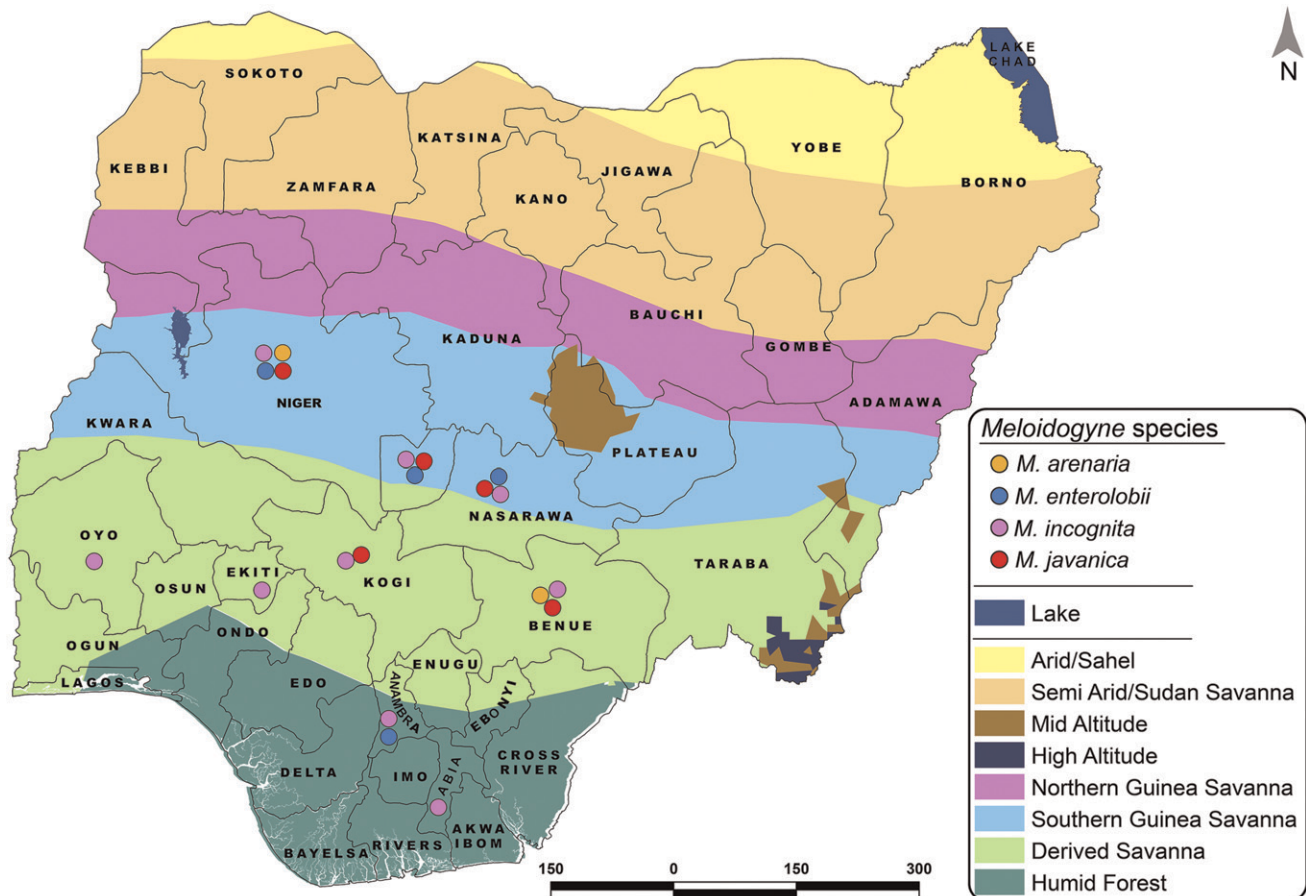 LAKE
CHAD
N
SOKOTO
KATSINA
YOBE
KEBBI
JIGAWA
ZAMFARA
KANO
BORNO
BAUCHI
KADUNA
GOMBE
NIGER
ADAMAWA
KWARA
PLATEAU
NASARAWA
OYO
TARABA
EKITI
KOGI
OSUN
BENUE
ONDO
OGUN
ENUGU
LAGOS
EDO
ANAMBRA
EBONYI
CROSS
RIVER
DELTA
IMO
ABIA
AKWA
IBOM
RIVERS
BAYELSA
Meloidogyne species
M. arenaria
M. enterolobii
M. incognita
M. javanica
Lake
Arid/Sahel
Semi Arid/Sudan Savanna
Mid Altitude
High Altitude
Northern Guinea Savanna
Southern Guinea Savanna
Derived Savanna
Humid Forest
150 0 150 300